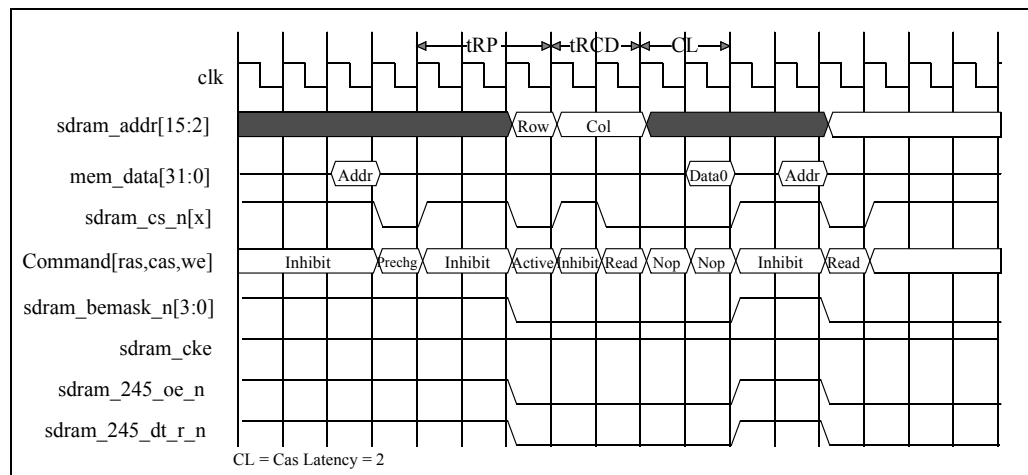 tRP tRCD CL
clk
sdram_addr[15:2] Row Col
mem_data[31:0] Addr Data0 Addr
sdram_cs_n[x]
Command[ras,cas,we] Inhibit Prechg Inhibit Active Inhibit Read Nop Nop Inhibit Read
sdram_bemask_n[3:0]
sdram_cke
sdram_245_oe_n
sdram_245_dt_r_n
CL = Cas Latency = 2